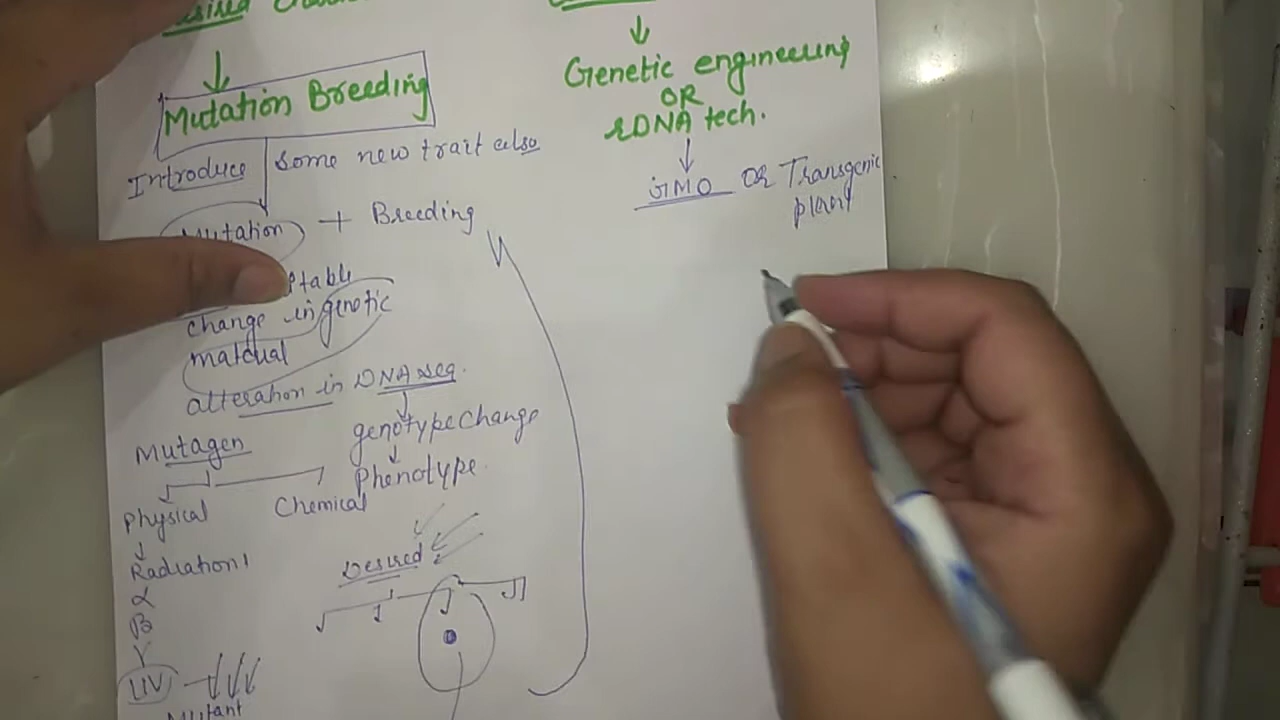 Mutation Breeding
Introduce some new trait also
Mutation + Breeding
ptable
change in genetic
material
alteration in DNA seq.
genotype change
Phenotype.
Mutagen
Physical
Chemical
Radiation
α
β
γ
UV
Mutant
Desired
Genetic engineering
OR
rDNA tech.
GMO OR Transgenic
plant